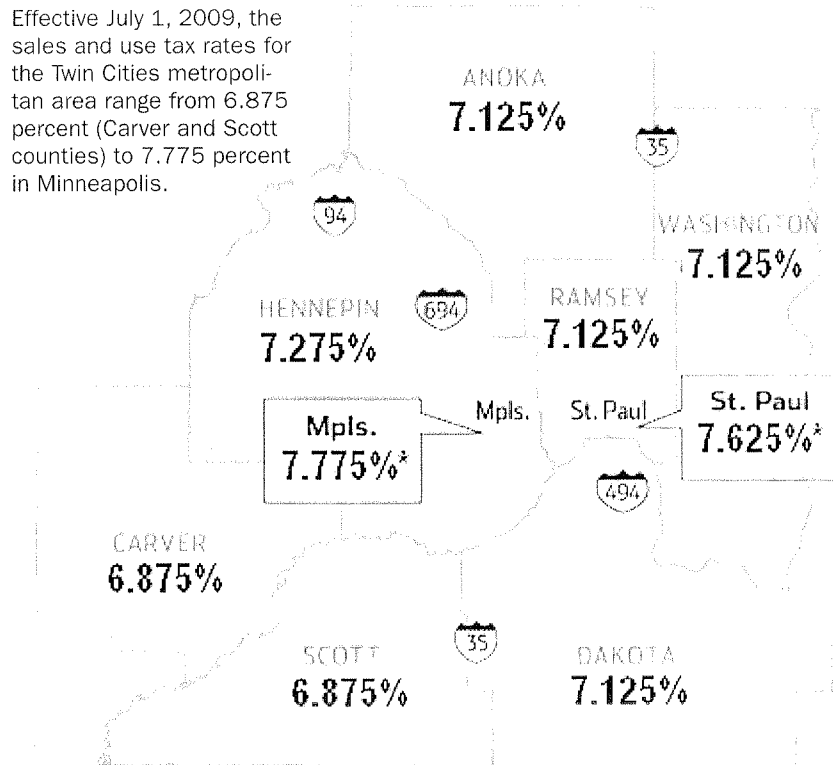 Effective July 1, 2009, the
sales and use tax rates for
the Twin Cities metropoli-
tan area range from 6.875
percent (Carver and Scott
counties) to 7.775 percent
in Minneapolis.
ANOKA
7.125%
35
94
WASHINGTON
7.125%
HENNEPIN
7.275%
694
RAMSEY
7.125%
Mpls.
7.775%*
Mpls.
St. Paul
St. Paul
7.625%*
494
CARVER
6.875%
SCOTT
6.875%
35
DAKOTA
7.125%